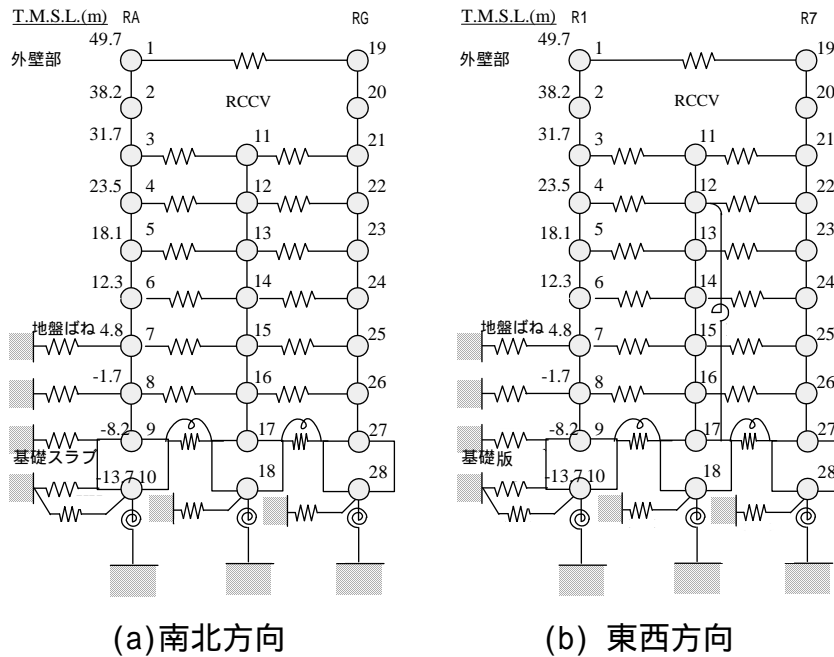 T.M.S.L.(m) RA RG
49.7 1 19
外壁部
38.2 2 20
RCCV
31.7 3 11 21
23.5 4 12 22
18.1 5 13 23
12.3 6 14 24
地盤ばね 4.8 7 15 25
-1.7 8 16 26
-8.2 9 17 27
基礎スラブ
-13.7 10 18 28
(a)南北方向
T.M.S.L.(m) R1 R7
49.7 1 19
外壁部
38.2 2 20
RCCV
31.7 3 11 21
23.5 4 12 22
18.1 5 13 23
12.3 6 14 24
地盤ばね 4.8 7 15 25
-1.7 8 16 26
-8.2 9 17 27
基礎版
-13.7 10 18 28
(b) 東西方向